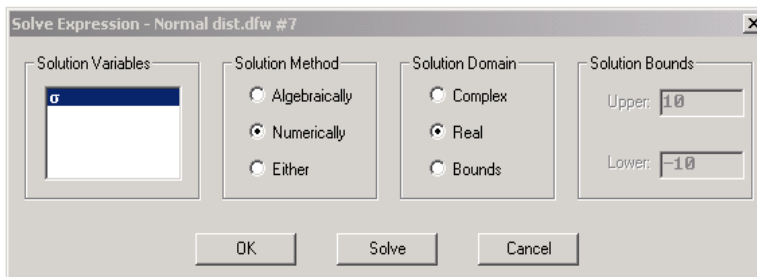 Solve Expression - Normal dist.dfw #7
Solution Variables
σ
Solution Method
Algebraically
Numerically
Either
Solution Domain
Complex
Real
Bounds
Solution Bounds
Upper: 10
Lower: -10
OK
Solve
Cancel